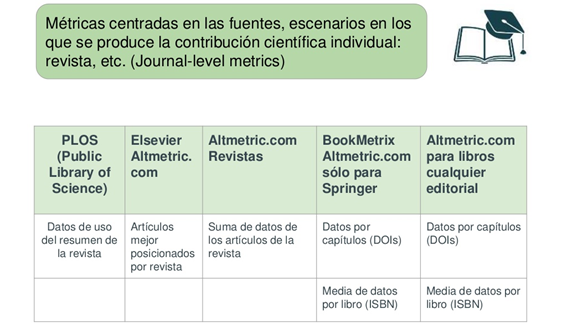 Métricas centradas en las fuentes, escenarios en los
que se produce la contribución científica individual:
revista, etc. (Journal-level metrics)
PLOS
(Public
Library of
Science)
Elsevier
Altmetric.
com
Altmetric.com
Revistas
BookMetrix
Altmetric.com
sólo para
Springer
Altmetric.com
para libros
cualquier
editorial
Datos de uso
del resumen de
la revista
Artículos
mejor
posicionados
por revista
Suma de datos de
los artículos de la
revista
Datos por
capítulos (DOIs)
Datos por capítulos
(DOIs)
Media de datos
por libro (ISBN)
Media de datos por
libro (ISBN)